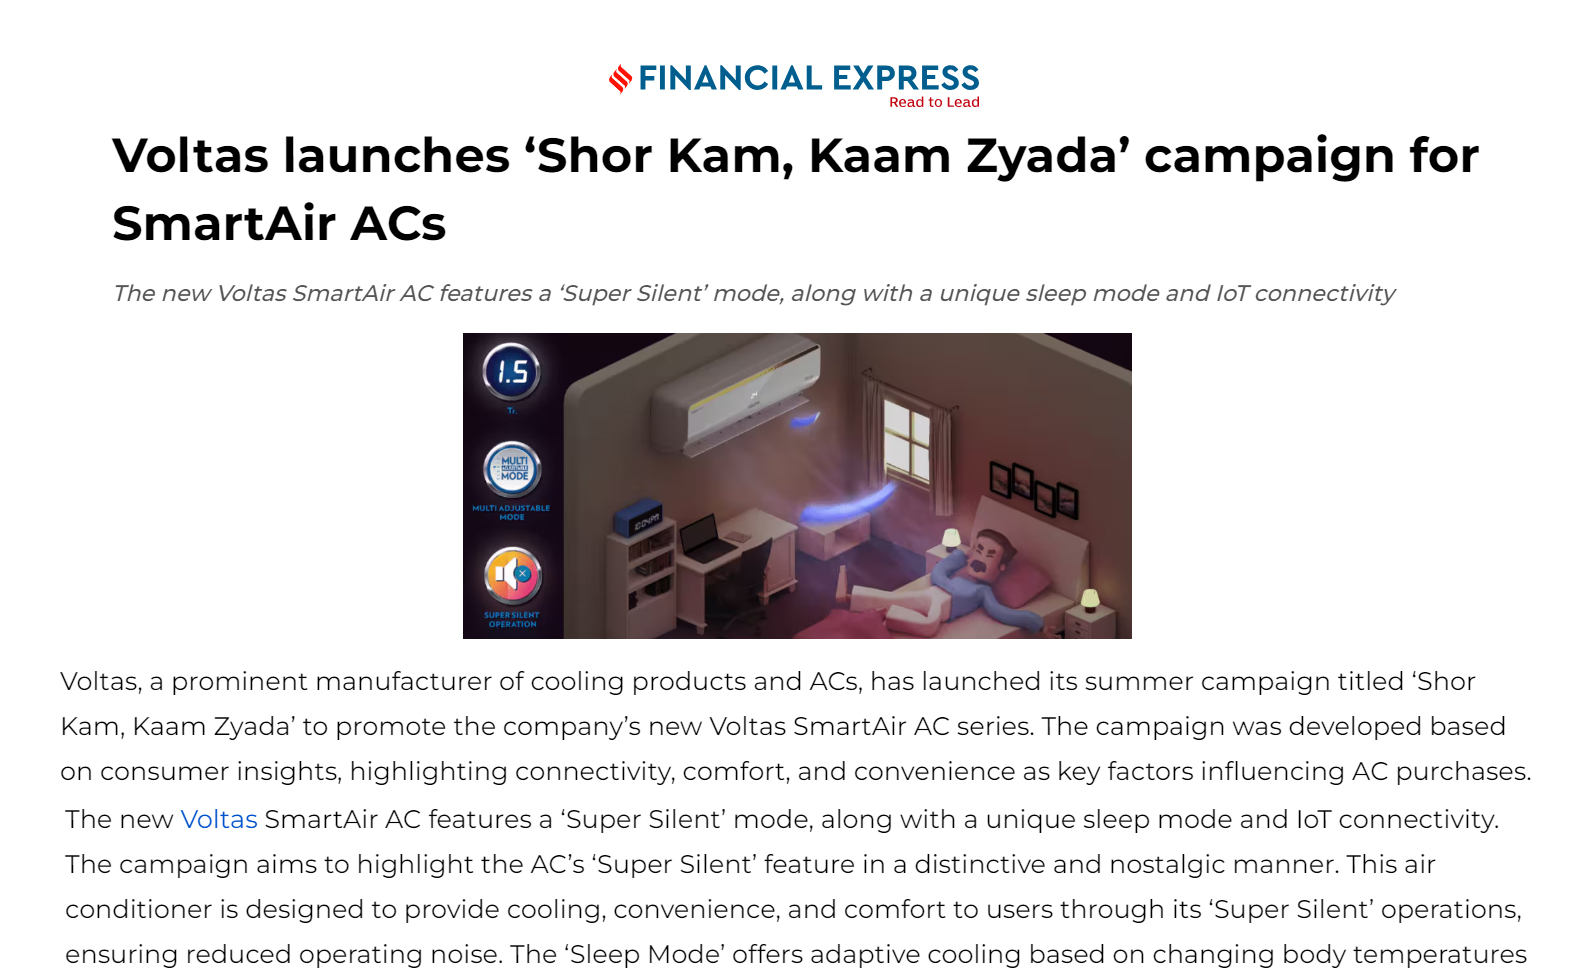 FINANCIAL EXPRESS
Read to Lead
Voltas launches ‘Shor Kam, Kaam Zyada’ campaign for
SmartAir ACs
The new Voltas SmartAir AC features a ‘Super Silent’ mode, along with a unique sleep mode and IoT connectivity
1.5
Tr.
MULTI
ADJUSTABLE
MODE
MULTI ADJUSTABLE
MODE
SUPER SILENT
OPERATION
Voltas, a prominent manufacturer of cooling products and ACs, has launched its summer campaign titled ‘Shor
Kam, Kaam Zyada’ to promote the company’s new Voltas SmartAir AC series. The campaign was developed based
on consumer insights, highlighting connectivity, comfort, and convenience as key factors influencing AC purchases.
The new Voltas SmartAir AC features a ‘Super Silent’ mode, along with a unique sleep mode and IoT connectivity.
The campaign aims to highlight the AC’s ‘Super Silent’ feature in a distinctive and nostalgic manner. This air
conditioner is designed to provide cooling, convenience, and comfort to users through its ‘Super Silent’ operations,
ensuring reduced operating noise. The ‘Sleep Mode’ offers adaptive cooling based on changing body temperatures